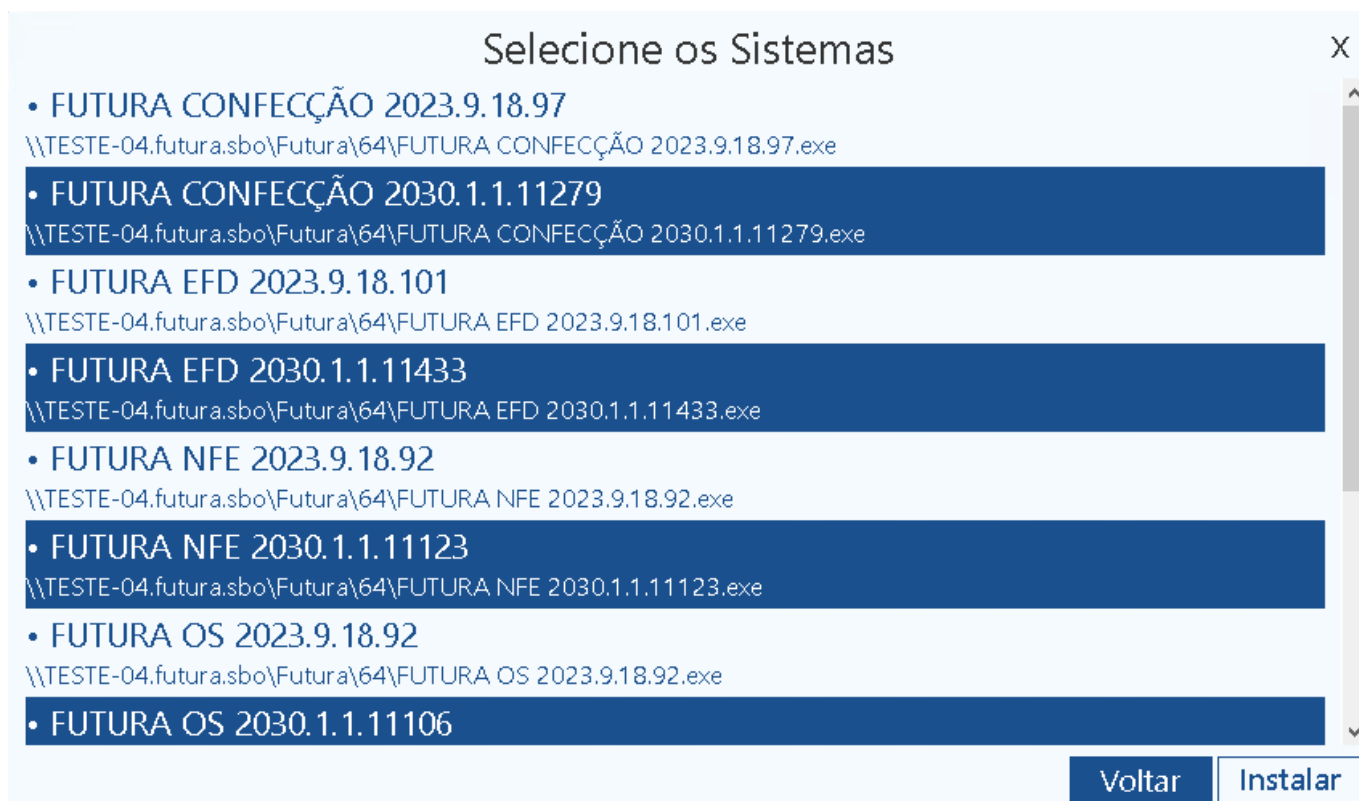 Selecione os Sistemas
X
• FUTURA CONFECÇÃO 2023.9.18.97
\\TESTE-04.futura.sbo\Futura\64\FUTURA CONFECÇÃO 2023.9.18.97.exe
• FUTURA CONFECÇÃO 2030.1.1.11279
\\TESTE-04.futura.sbo\Futura\64\FUTURA CONFECÇÃO 2030.1.1.11279.exe
• FUTURA EFD 2023.9.18.101
\\TESTE-04.futura.sbo\Futura\64\FUTURA EFD 2023.9.18.101.exe
• FUTURA EFD 2030.1.1.11433
\\TESTE-04.futura.sbo\Futura\64\FUTURA EFD 2030.1.1.11433.exe
• FUTURA NFE 2023.9.18.92
\\TESTE-04.futura.sbo\Futura\64\FUTURA NFE 2023.9.18.92.exe
• FUTURA NFE 2030.1.1.11123
\\TESTE-04.futura.sbo\Futura\64\FUTURA NFE 2030.1.1.11123.exe
• FUTURA OS 2023.9.18.92
\\TESTE-04.futura.sbo\Futura\64\FUTURA OS 2023.9.18.92.exe
• FUTURA OS 2030.1.1.11106
Voltar
Instalar